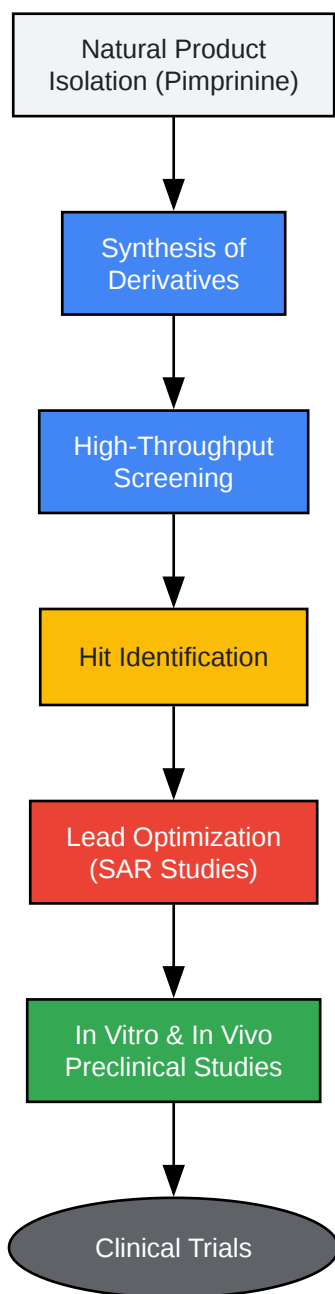 Natural Product
Isolation (Pimprinine)
Synthesis of
Derivatives
High-Throughput
Screening
Hit Identification
Lead Optimization
(SAR Studies)
In Vitro & In Vivo
Preclinical Studies
Clinical Trials